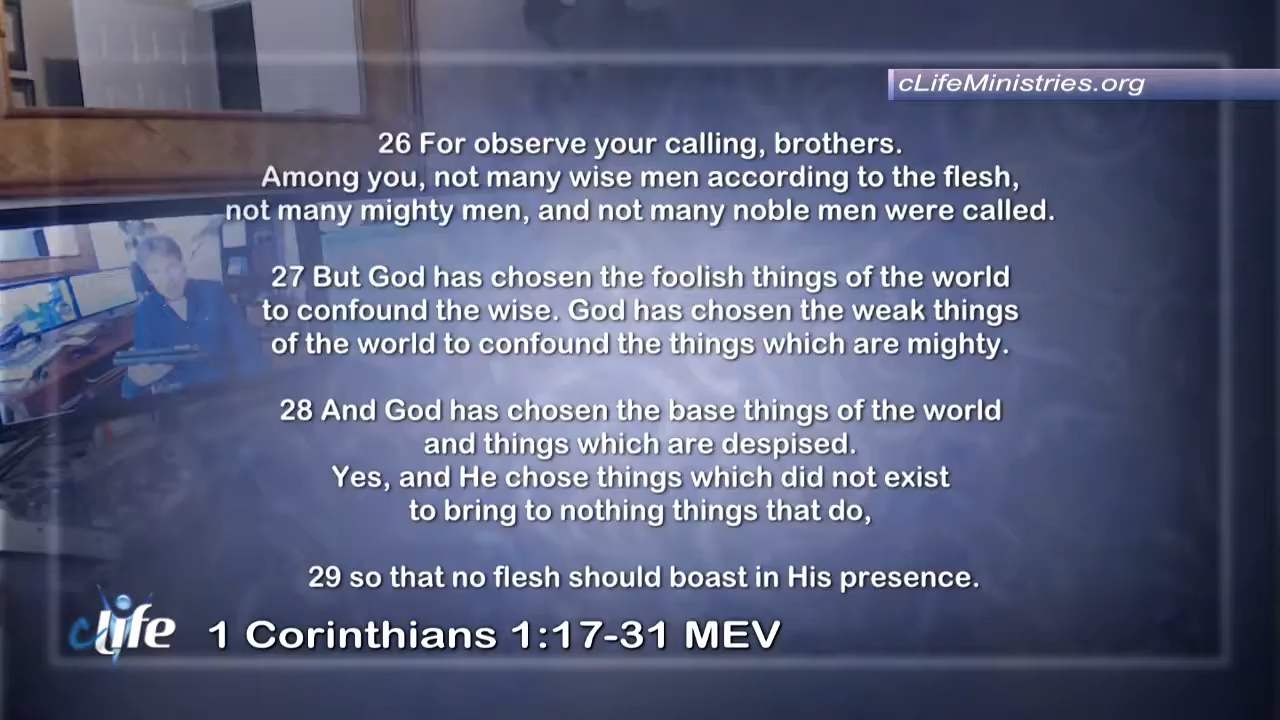 cLifeMinistries.org
26 For observe your calling, brothers.
Among you, not many wise men according to the flesh,
not many mighty men, and not many noble men were called.
27 But God has chosen the foolish things of the world
to confound the wise. God has chosen the weak things
of the world to confound the things which are mighty.
28 And God has chosen the base things of the world
and things which are despised.
Yes, and He chose things which did not exist
to bring to nothing things that do,
29 so that no flesh should boast in His presence.
cLife
1 Corinthians 1:17-31 MEV